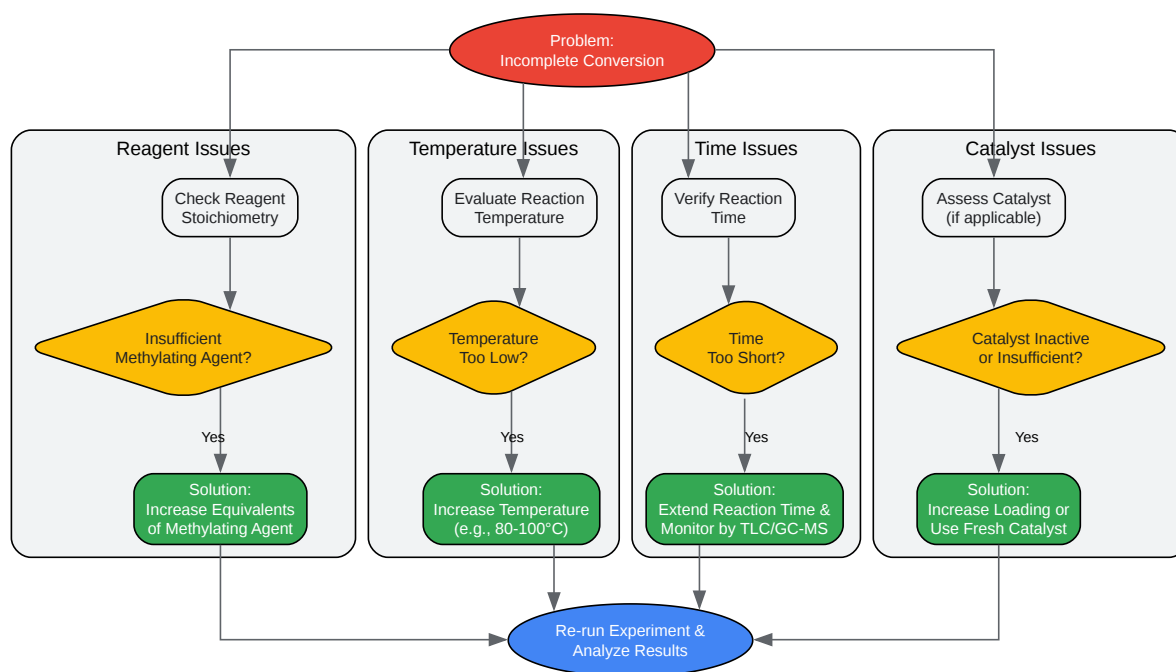 Problem:
Incomplete Conversion
Reagent Issues
Temperature Issues
Time Issues
Catalyst Issues
Check Reagent
Stoichiometry
Evaluate Reaction
Temperature
Verify Reaction
Time
Assess Catalyst
(if applicable)
Insufficient
Methylating Agent?
Temperature
Too Low?
Time
Too Short?
Catalyst Inactive
or Insufficient?
Yes
Yes
Yes
Yes
Solution:
Increase Equivalents
of Methylating Agent
Solution:
Increase Temperature
(e.g., 80-100°C)
Solution:
Extend Reaction Time &
Monitor by TLC/GC-MS
Solution:
Increase Loading or
Use Fresh Catalyst
Re-run Experiment &
Analyze Results